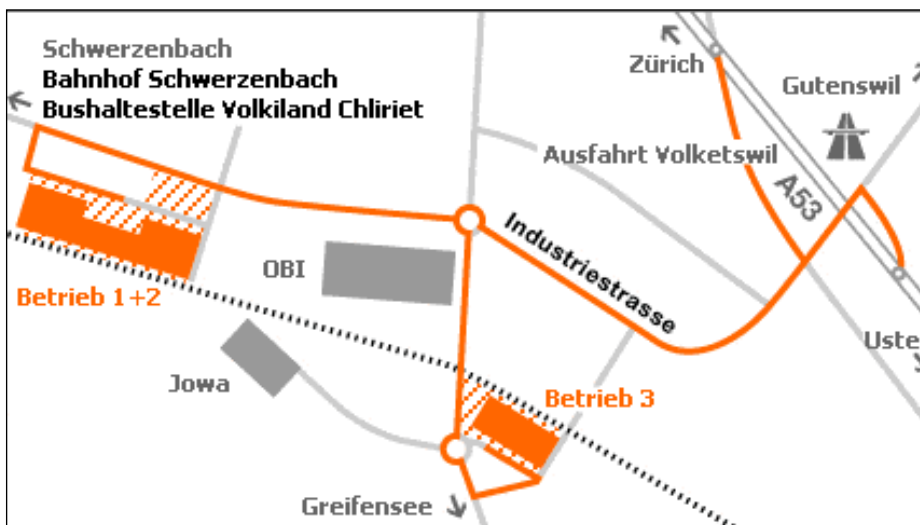 Schwerzenbach
Bahnhof Schwerzenbach
Bushaltestelle Volkiland Chliriet
Zürich
Gutenswil
Ausfahrt Volketswil
A53
Industriestrasse
OBI
Betrieb 1+2
Uste
Jowa
Betrieb 3
Greifensee